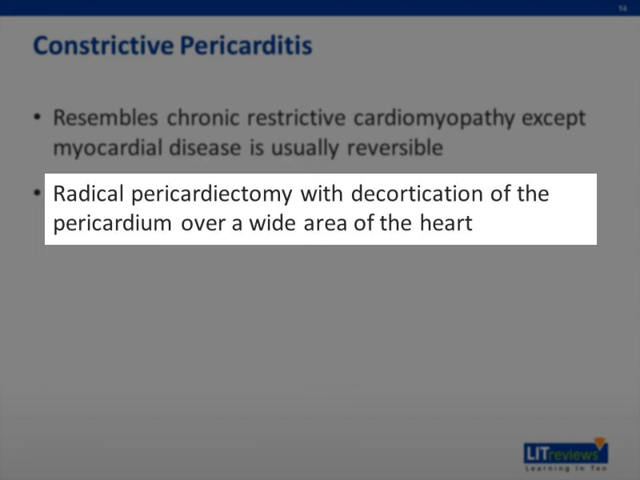 14
Constrictive Pericarditis
• Resembles chronic restrictive cardiomyopathy except
myocardial disease is usually reversible
• Radical pericardiectomy with decortication of the
pericardium over a wide area of the heart
LITreviews
Learning In Ten